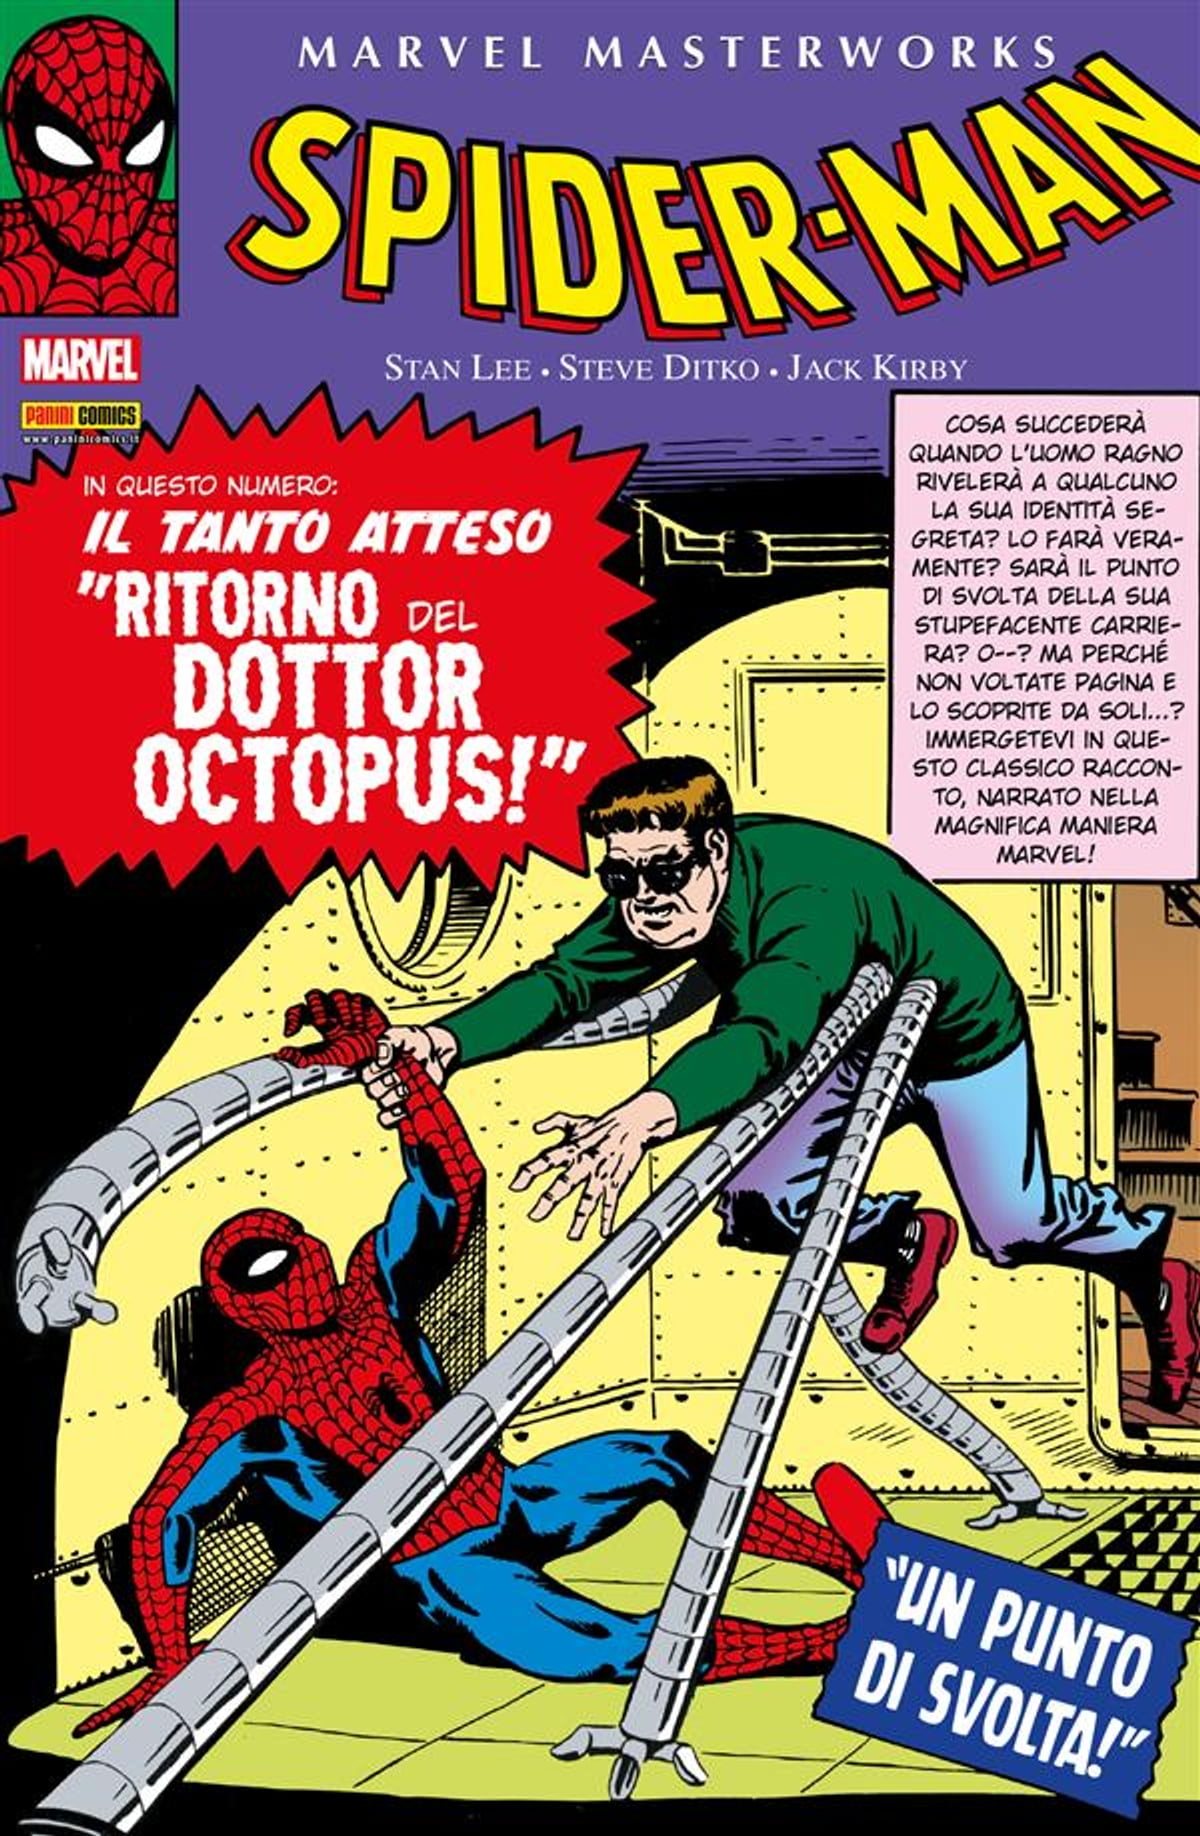 MARVEL MASTERWORKS
SPIDER-MAN
STAN LEE • STEVE DITKO • JACK KIRBY
MARVEL
PANINI COMICS
www.paninicomics.it
IN QUESTO NUMERO:
IL TANTO ATTESO
"RITORNO DEL
DOTTOR
OCTOPUS!"
COSA SUCCEDERÀ
QUANDO L'UOMO RAGNO
RIVELERÀ A QUALCUNO
LA SUA IDENTITÀ SE-
GRETA? LO FARÀ VERA-
MENTE? SARÀ IL PUNTO
DI SVOLTA DELLA SUA
STUPEFACENTE CARRIE-
RA? O--? MA PERCHÉ
NON VOLTATE PAGINA E
LO SCOPRITE DA SOLI...?
IMMERGETEVI IN QUE-
STO CLASSICO RACCON-
TO, NARRATO NELLA
MAGNIFICA MANIERA
MARVEL!
"UN PUNTO
DI SVOLTA!"